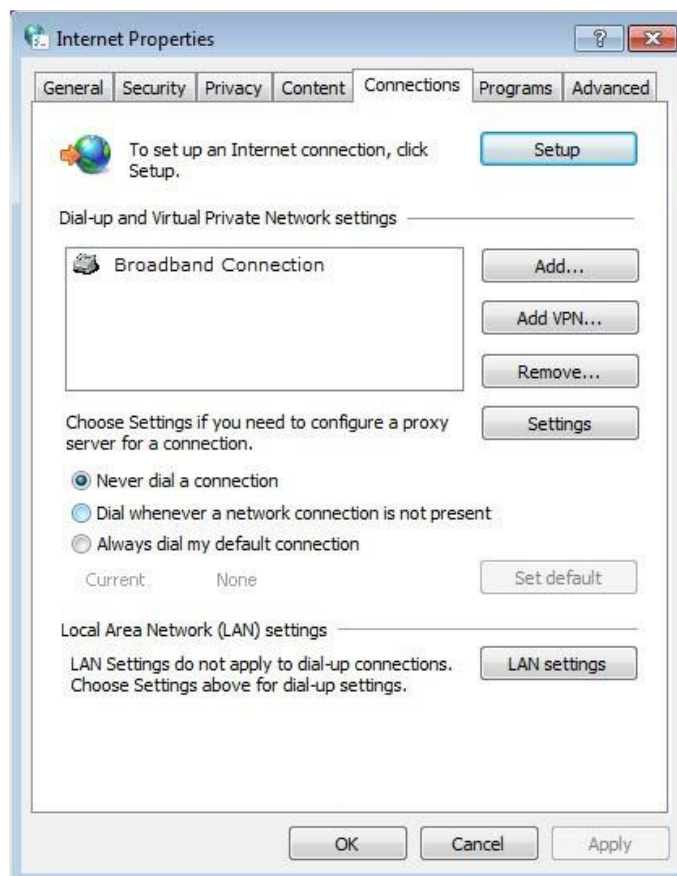 Internet Properties
General Security Privacy Content Connections Programs Advanced
To set up an Internet connection, click
Setup.
Setup
Dial-up and Virtual Private Network settings
Broadband Connection
Add...
Add VPN...
Remove...
Choose Settings if you need to configure a proxy
server for a connection.
Settings
Never dial a connection
Dial whenever a network connection is not present
Always dial my default connection
Current None
Set default
Local Area Network (LAN) settings
LAN Settings do not apply to dial-up connections.
Choose Settings above for dial-up settings.
LAN settings
OK Cancel Apply